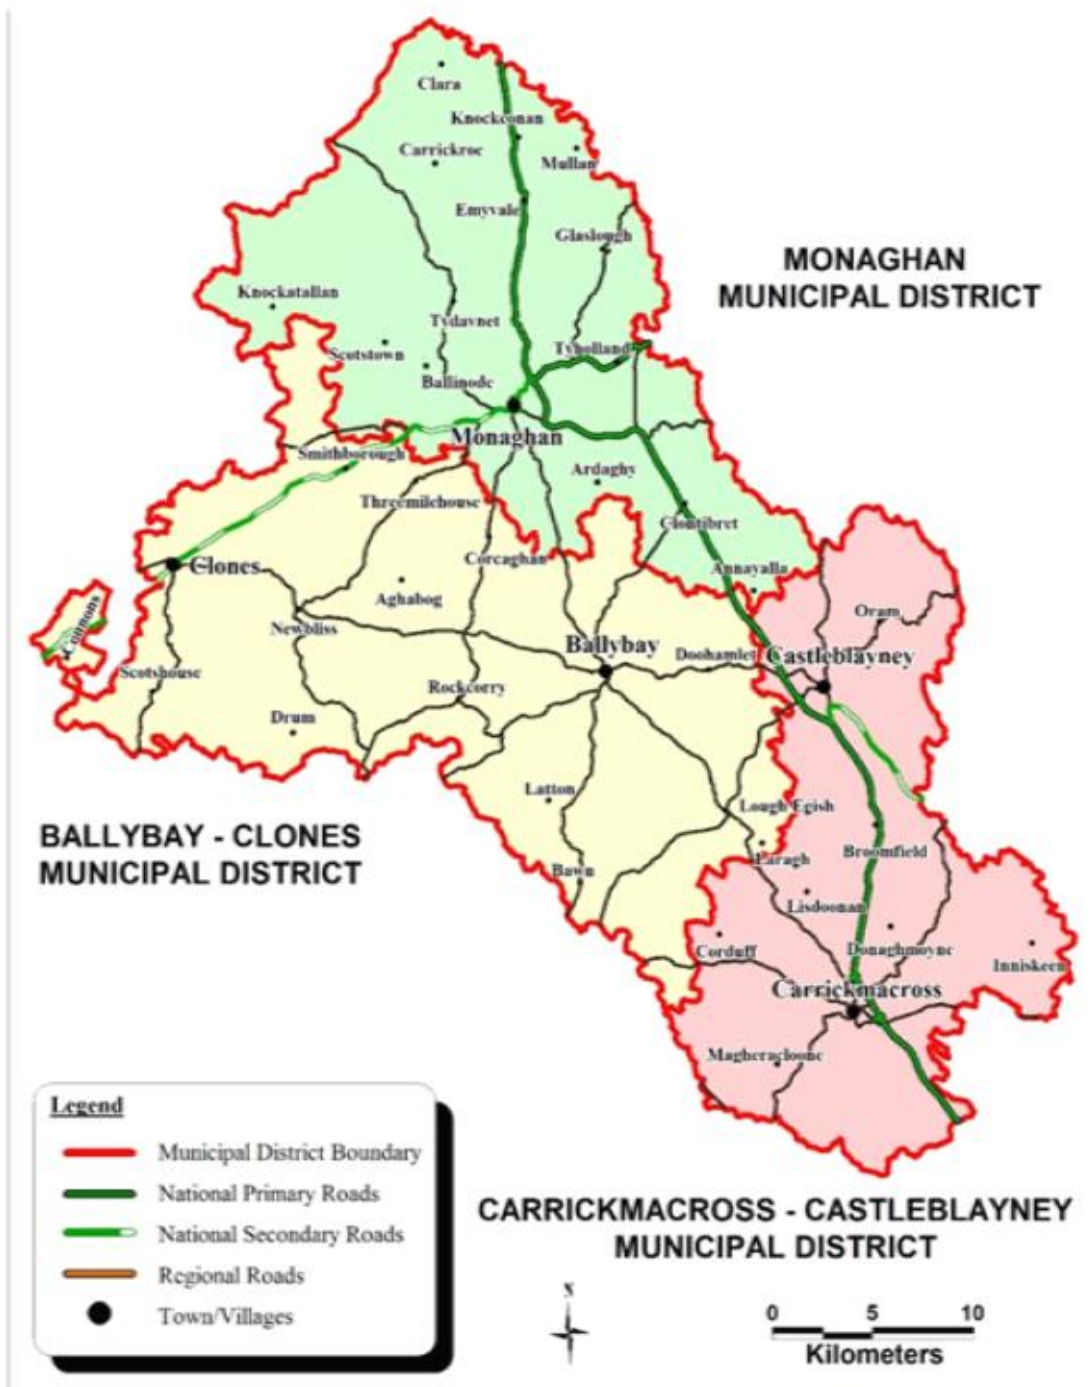 Clara
Knockconan
Carrickroe
Mullan
Emyvale
Glaslough
MONAGHAN
MUNICIPAL DISTRICT
Knockatallan
Tydavnet
Scotstown
Tyholland
Ballinode
Monaghan
Smithborough
Ardaghy
Threemilehouse
Clontibret
Corcaghan
Clones
Annayalla
Aghabog
Connons
Oram
Newbliss
Ballybay
Doohamlet
Castleblayney
Scotshouse
Rockcorry
Drum
Latton
Lough Egish
BALLYBAY - CLONES
MUNICIPAL DISTRICT
Broomfield
Laragh
Bawn
Lisdoonan
Corduff
Donaghmoyne
Inniskeen
Carrickmacross
Magheracloone
Legend
Municipal District Boundary
National Primary Roads
National Secondary Roads
Regional Roads
Town/Villages
CARRICKMACROSS - CASTLEBLAYNEY
MUNICIPAL DISTRICT
N
0 5 10
Kilometers